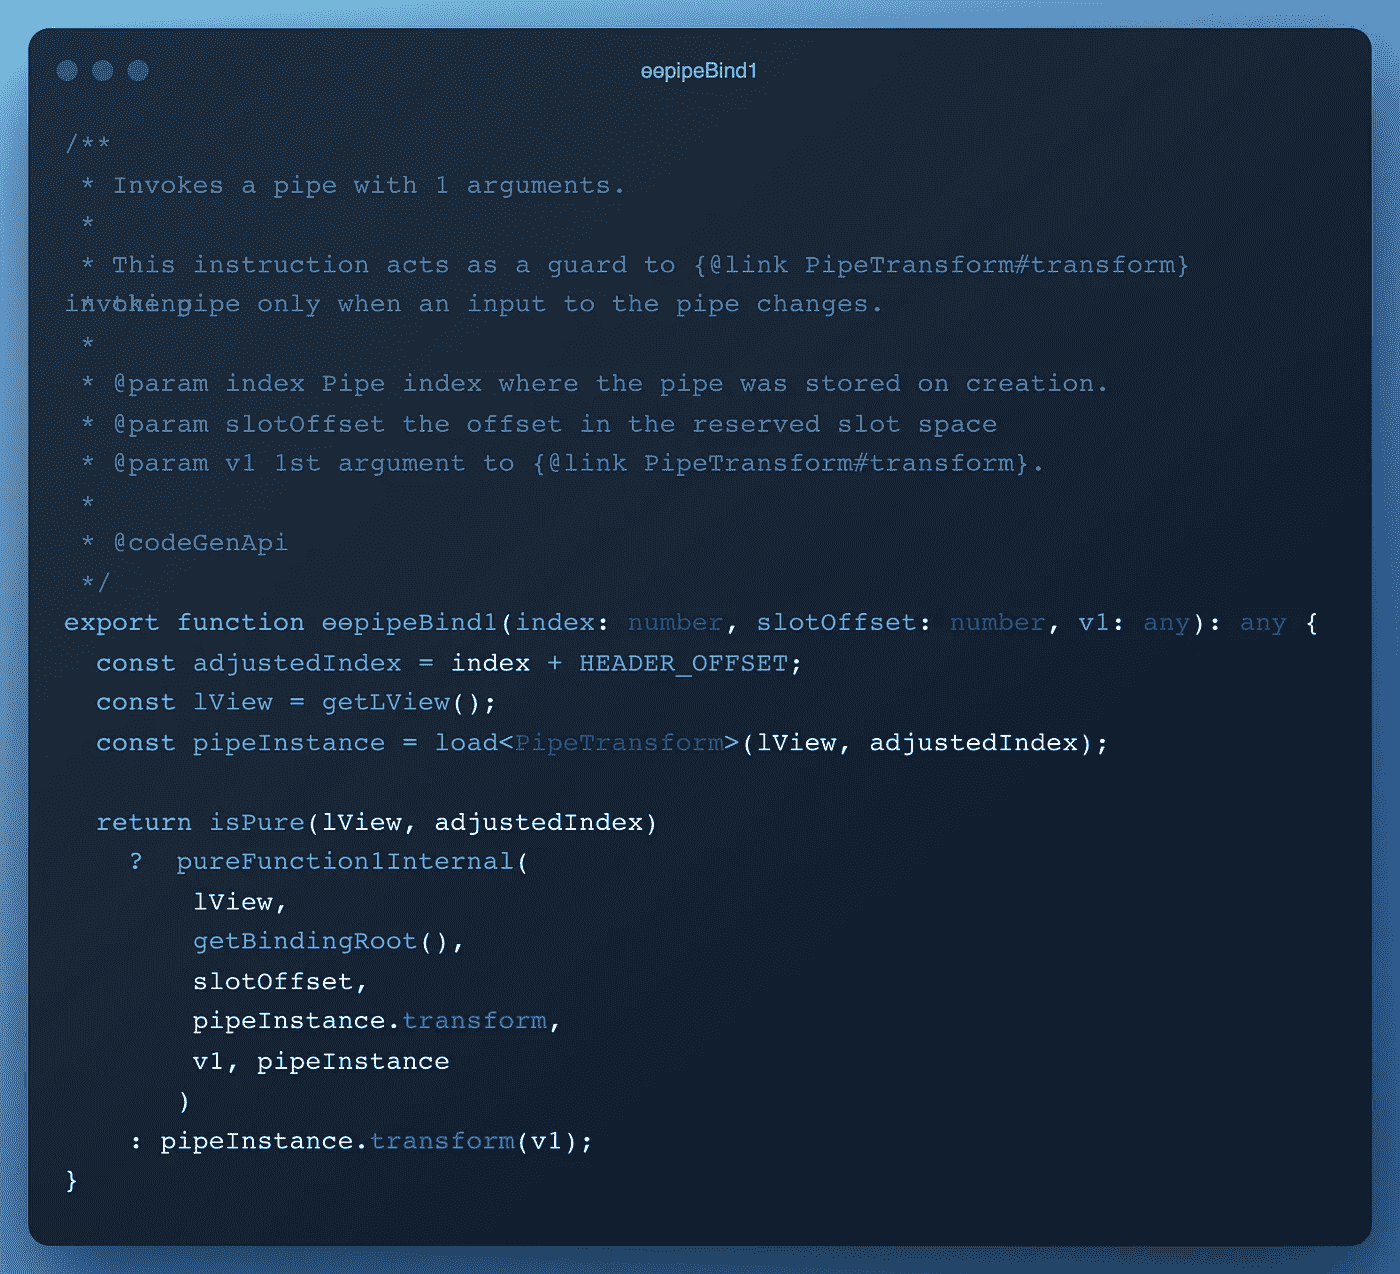 ɵɵpipeBind1
/**
 * Invokes a pipe with 1 arguments.
 *
 * This instruction acts as a guard to {@link PipeTransform#transform}
invoking
 * the pipe only when an input to the pipe changes.
 *
 * @param index Pipe index where the pipe was stored on creation.
 * @param slotOffset the offset in the reserved slot space
 * @param v1 1st argument to {@link PipeTransform#transform}.
 *
 * @codeGenApi
 */
export function ɵɵpipeBind1(index: number, slotOffset: number, v1: any): any {
  const adjustedIndex = index + HEADER_OFFSET;
  const lView = getLView();
  const pipeInstance = load<PipeTransform>(lView, adjustedIndex);

  return isPure(lView, adjustedIndex)
    ?  pureFunction1Internal(
        lView,
        getBindingRoot(),
        slotOffset,
        pipeInstance.transform,
        v1, pipeInstance
       )
    : pipeInstance.transform(v1);
}